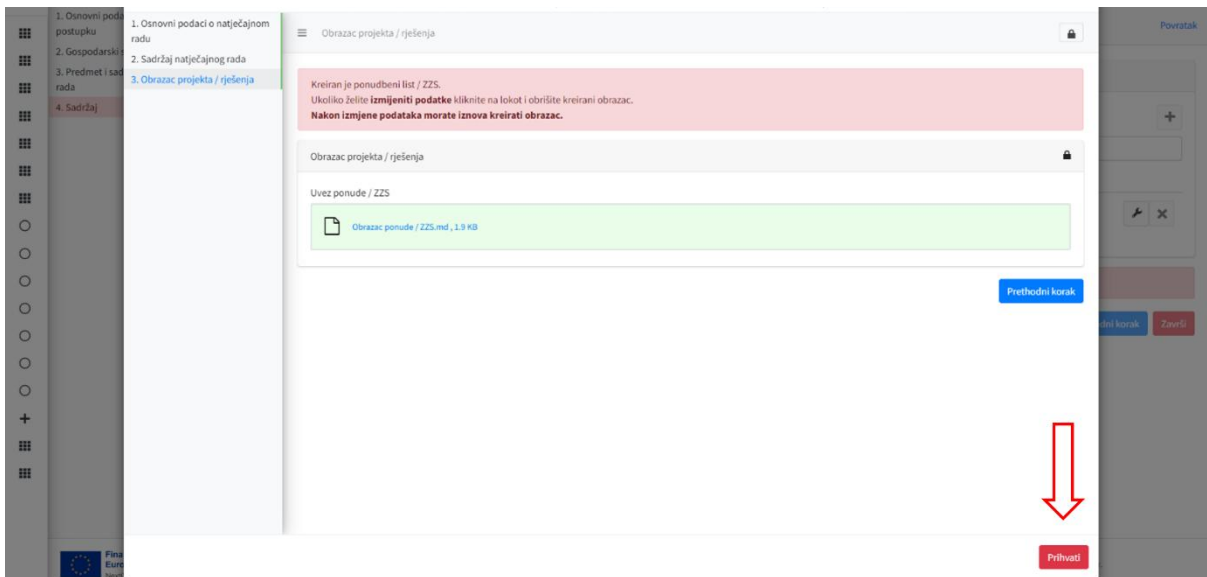 1. Osnovni
postupku
2. Gospodarski
3. Predmet i
rada
4. Sadržaj
1. Osnovni podaci o natječajnom
radu
2. Sadržaj natječajnog rada
3. Obrazac projekta / rješenja
Obrazac projekta / rješenja
Povratak
Kreiran je ponudbeni list / ZZS.
Ukoliko želite izmijeniti podatke kliknite na lokot i obrišite kreirani obrazac.
Nakon izmjene podataka morate iznova kreirati obrazac.
Obrazac projekta / rješenja
Uvez ponude / ZZS
Obrazac ponude / ZZS.md , 1.9 KB
Prethodni korak
korak
Završi
Prihvati